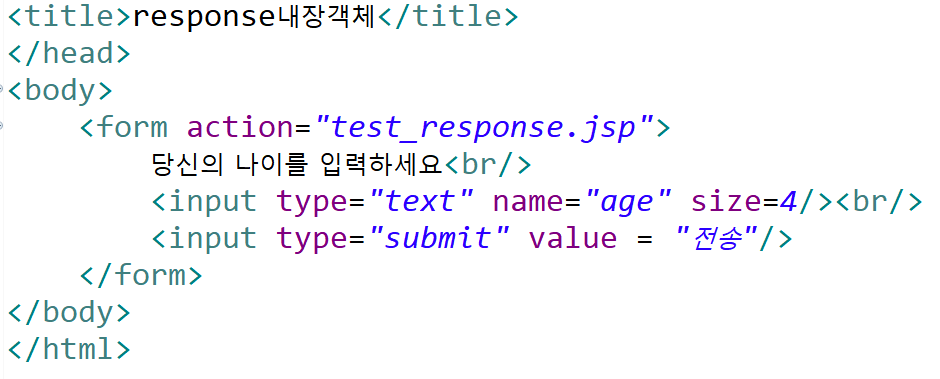 <title>response내장객체</title>
</head>
<body>
<form action="test_response.jsp">
당신의 나이를 입력하세요<br/>
<input type="text" name="age" size=4/><br/>
<input type="submit" value = "전송"/>
</form>
</body>
</html>